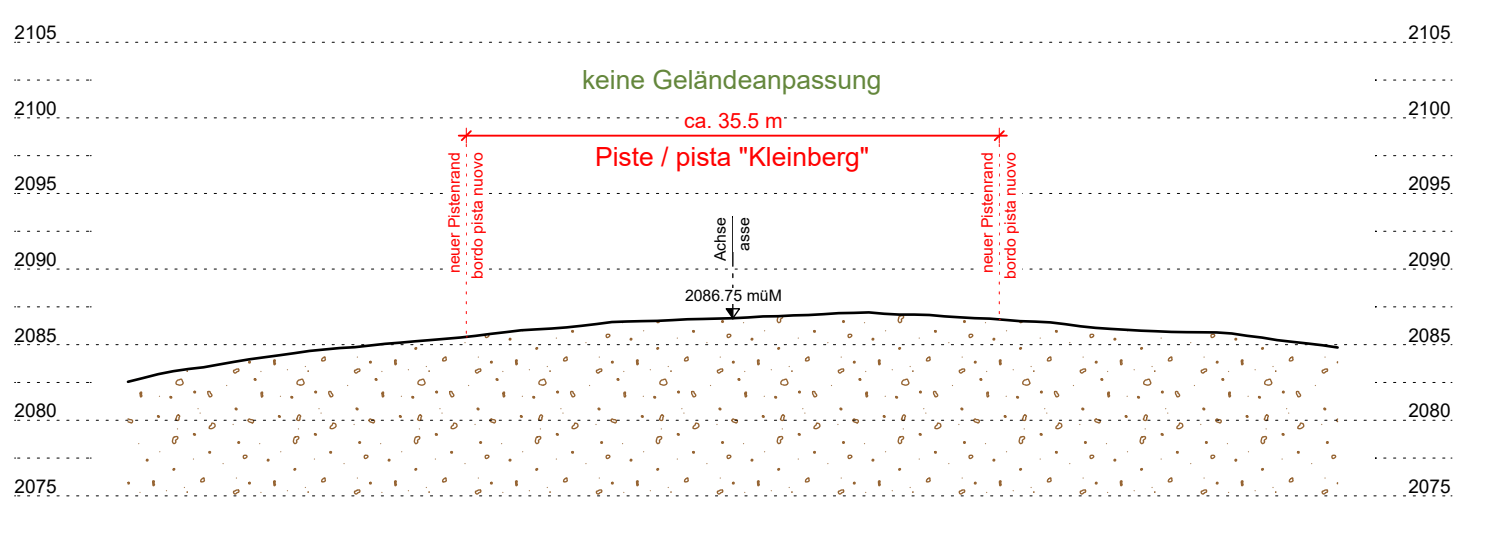 2105 2105
keine Geländeanpassung
2100 2100
ca. 35.5 m
Piste / pista "Kleinberg"
neuer Pistenrand
bordo pista nuovo
neuer Pistenrand
bordo pista nuovo
2095 2095
Achse
asse
2090 2090
2086.75 müM
2085 2085
2080 2080
2075 2075